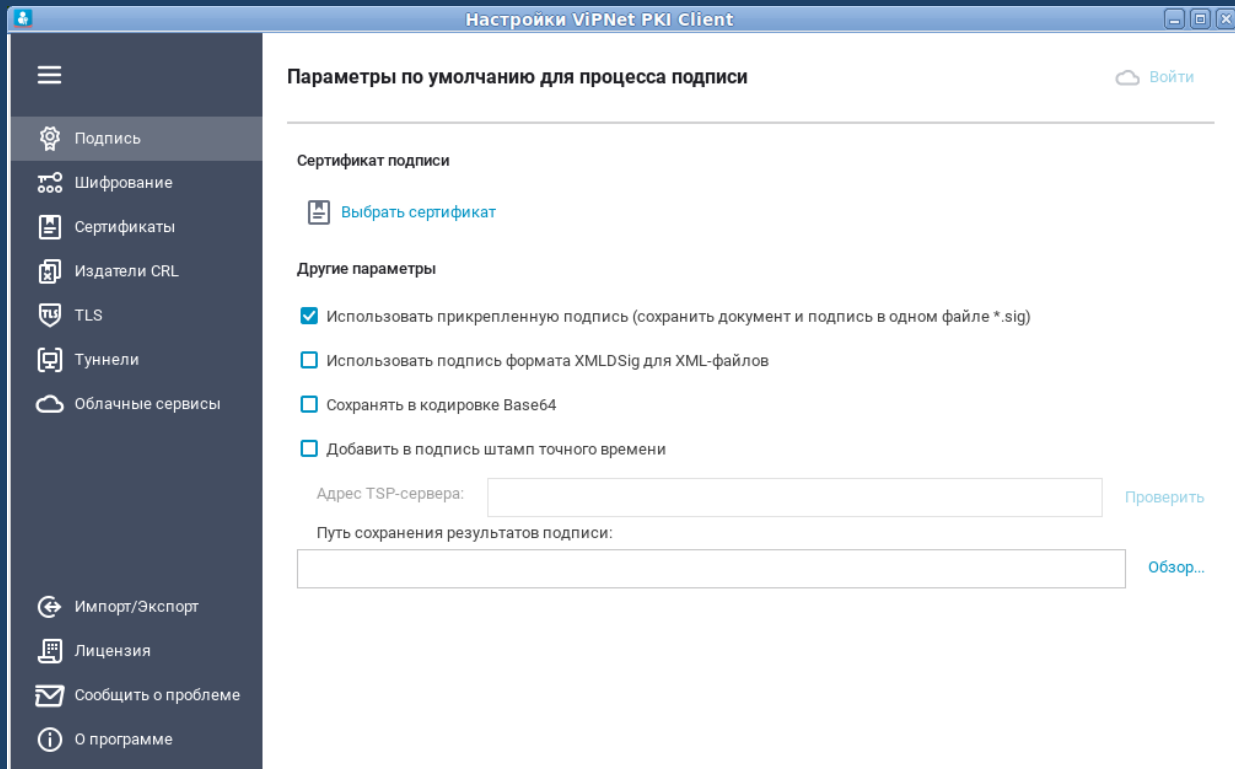 Настройки ViPNet PKI Client
Параметры по умолчанию для процесса подписи
Войти
Подпись
Шифрование
Сертификаты
Издатели CRL
TLS
TLS
Туннели
Облачные сервисы
Импорт/Экспорт
Лицензия
Сообщить о проблеме
О программе
Сертификат подписи
Выбрать сертификат
Другие параметры
Использовать прикрепленную подпись (сохранить документ и подпись в одном файле *.sig)
Использовать подпись формата XMLDSig для XML-файлов
Сохранять в кодировке Base64
Добавить в подпись штамп точного времени
Адрес TSP-сервера:
Проверить
Путь сохранения результатов подписи:
Обзор...